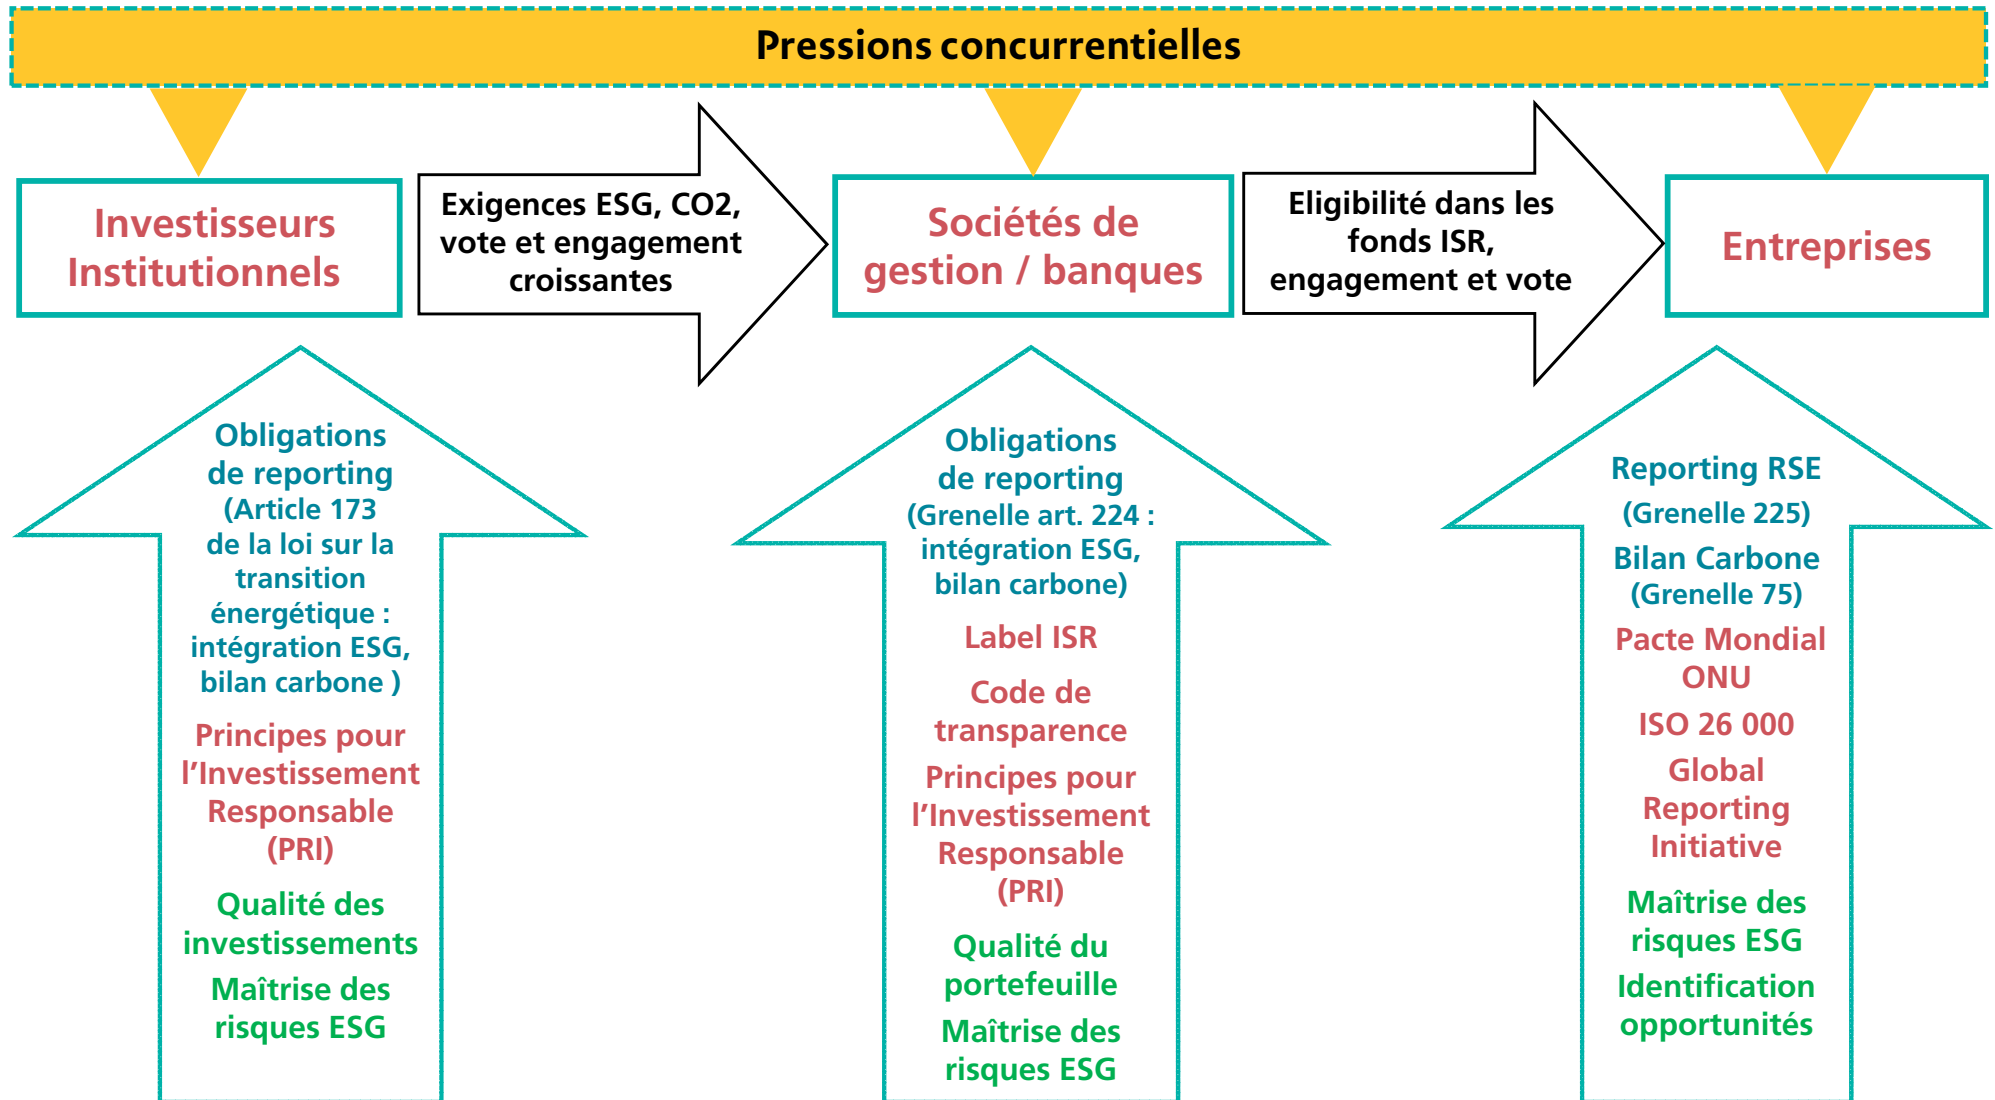 Pressions concurrentielles
Investisseurs
Institutionnels
Exigences ESG, CO2,
vote et engagement
croissantes
Sociétés de
gestion / banques
Eligibilité dans les
fonds ISR,
engagement et vote
Entreprises
Obligations
de reporting
(Article 173
de la loi sur la
transition
énergétique :
intégration ESG,
bilan carbone )
Principes pour
l’Investissement
Responsable
(PRI)
Qualité des
investissements
Maîtrise des
risques ESG
Obligations
de reporting
(Grenelle art. 224 :
intégration ESG,
bilan carbone)
Label ISR
Code de
transparence
Principes pour
l’Investissement
Responsable
(PRI)
Qualité du
portefeuille
Maîtrise des
risques ESG
Reporting RSE
(Grenelle 225)
Bilan Carbone
(Grenelle 75)
Pacte Mondial
ONU
ISO 26 000
Global
Reporting
Initiative
Maîtrise des
risques ESG
Identification
opportunités